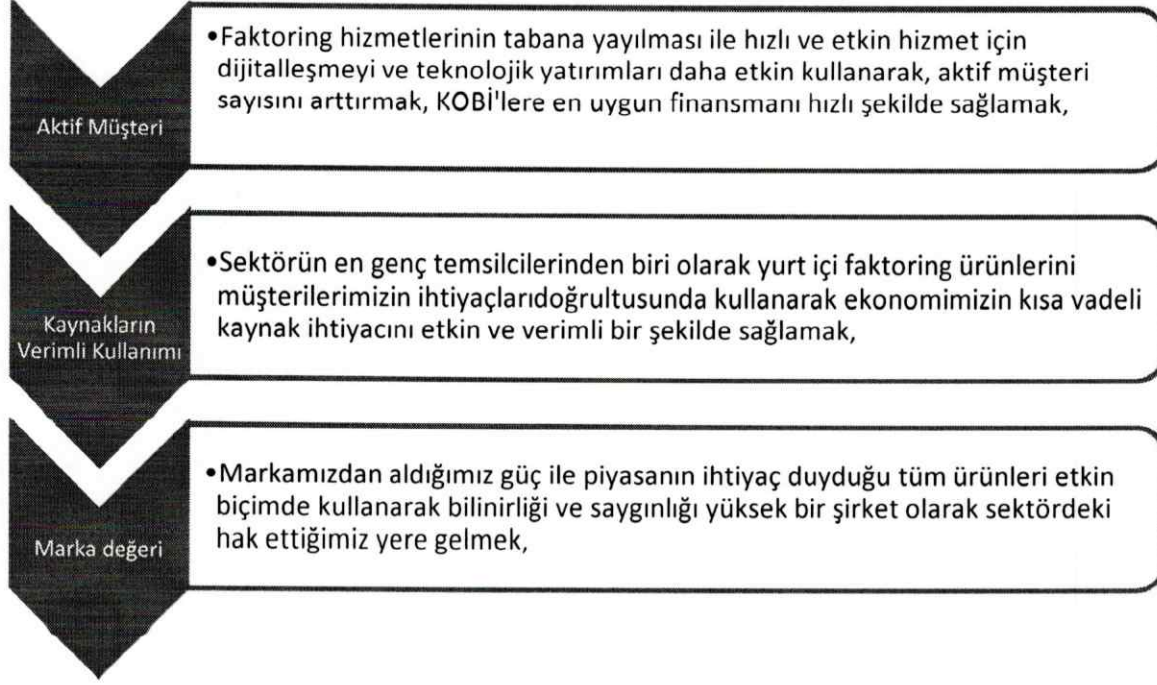 Aktif Müşteri
•Faktoring hizmetlerinin tabana yayılması ile hızlı ve etkin hizmet için
dijitalleşmeyi ve teknolojik yatırımları daha etkin kullanarak, aktif müşteri
sayısını arttırmak, KOBİ'lere en uygun finansmanı hızlı şekilde sağlamak,
Kaynakların
Verimli Kullanımı
•Sektörün en genç temsilcilerinden biri olarak yurt içi faktoring ürünlerini
müşterilerimizin ihtiyaçlarıdoğrultusunda kullanarak ekonomimizin kısa vadeli
kaynak ihtiyacını etkin ve verimli bir şekilde sağlamak,
Marka değeri
•Markamızdan aldığımız güç ile piyasanın ihtiyaç duyduğu tüm ürünleri etkin
biçimde kullanarak bilinirliği ve saygınlığı yüksek bir şirket olarak sektördeki
hak ettiğimiz yere gelmek,